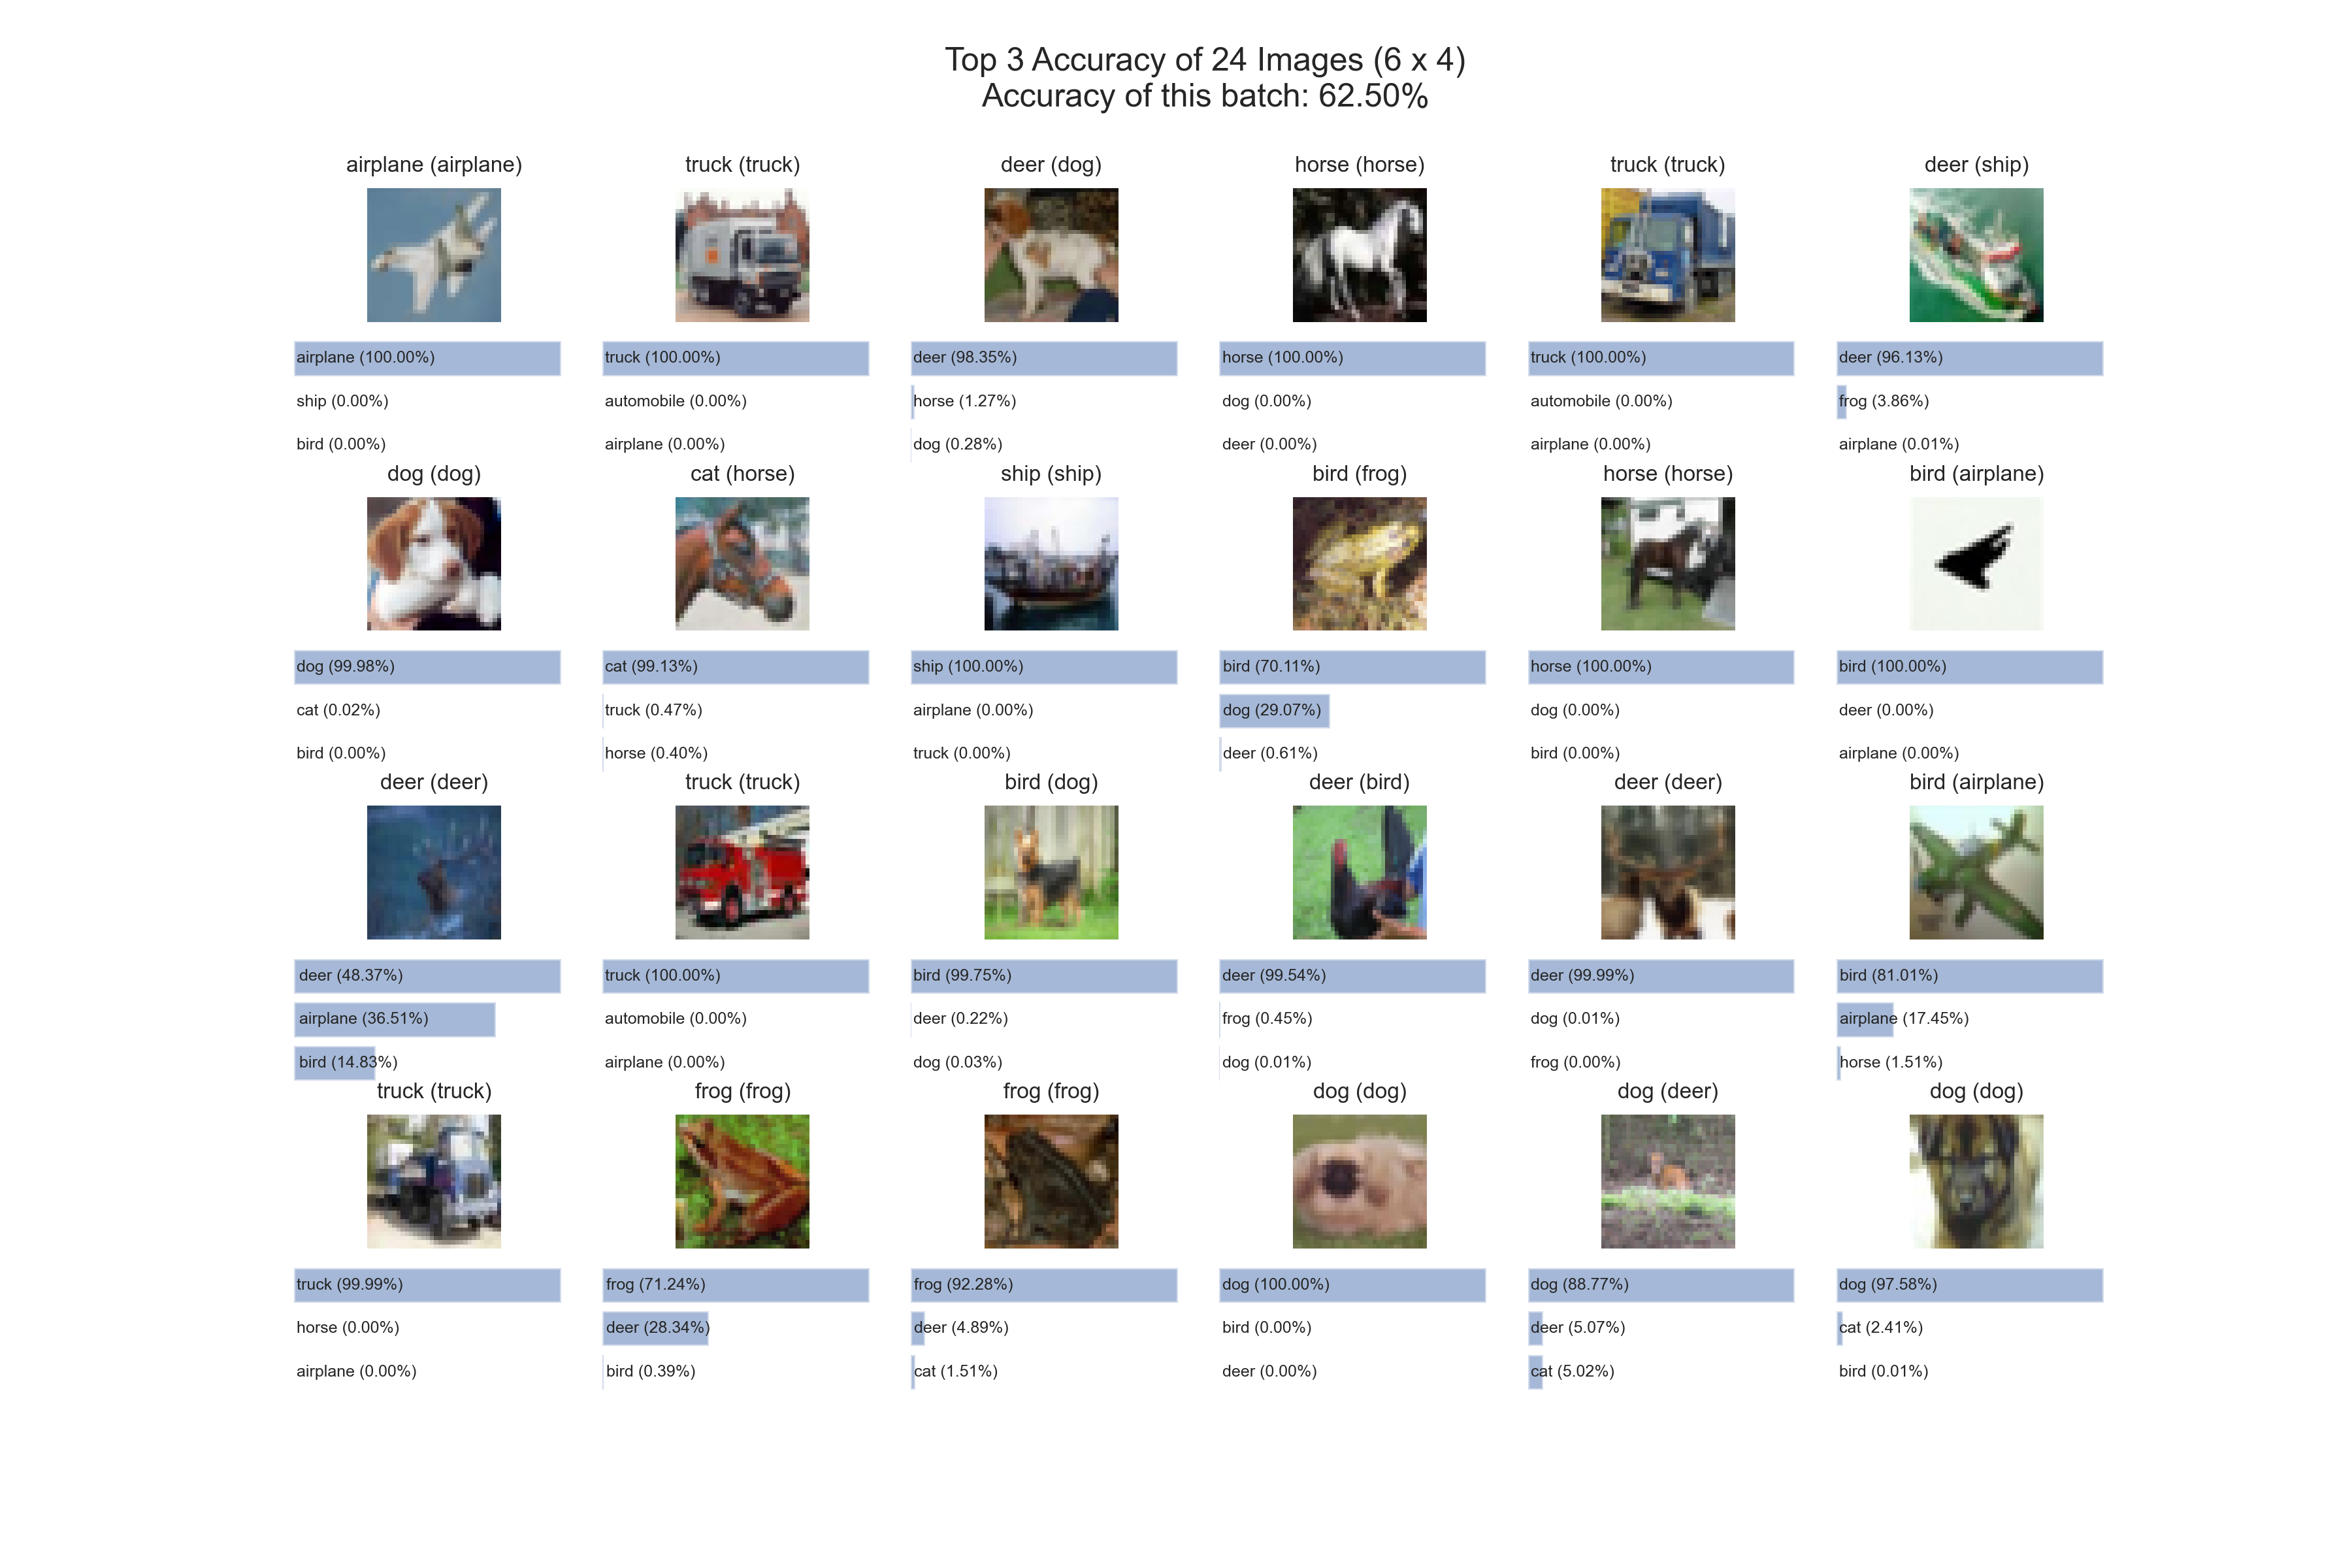 Top 3 Accuracy of 24 Images (6 x 4)
Accuracy of this batch: 62.50%
airplane (airplane)
airplane (100.00%)
ship (0.00%)
bird (0.00%)
truck (truck)
truck (100.00%)
automobile (0.00%)
airplane (0.00%)
deer (dog)
deer (98.35%)
horse (1.27%)
dog (0.28%)
horse (horse)
horse (100.00%)
dog (0.00%)
deer (0.00%)
truck (truck)
truck (100.00%)
automobile (0.00%)
airplane (0.00%)
deer (ship)
deer (96.13%)
frog (3.86%)
airplane (0.01%)
dog (dog)
dog (99.98%)
cat (0.02%)
bird (0.00%)
cat (horse)
cat (99.13%)
truck (0.47%)
horse (0.40%)
ship (ship)
ship (100.00%)
airplane (0.00%)
truck (0.00%)
bird (frog)
bird (70.11%)
dog (29.07%)
deer (0.61%)
horse (horse)
horse (100.00%)
dog (0.00%)
bird (0.00%)
bird (airplane)
bird (100.00%)
deer (0.00%)
airplane (0.00%)
deer (deer)
deer (48.37%)
airplane (36.51%)
bird (14.83%)
truck (truck)
truck (100.00%)
automobile (0.00%)
airplane (0.00%)
bird (dog)
bird (99.75%)
deer (0.22%)
dog (0.03%)
deer (bird)
deer (99.54%)
frog (0.45%)
dog (0.01%)
deer (deer)
deer (99.99%)
dog (0.01%)
frog (0.00%)
bird (airplane)
bird (81.01%)
airplane (17.45%)
horse (1.51%)
truck (truck)
truck (99.99%)
horse (0.00%)
airplane (0.00%)
frog (frog)
frog (71.24%)
deer (28.34%)
bird (0.39%)
frog (frog)
frog (92.28%)
deer (4.89%)
cat (1.51%)
dog (dog)
dog (100.00%)
bird (0.00%)
deer (0.00%)
dog (deer)
dog (88.77%)
deer (5.07%)
cat (5.02%)
dog (dog)
dog (97.58%)
cat (2.41%)
bird (0.01%)